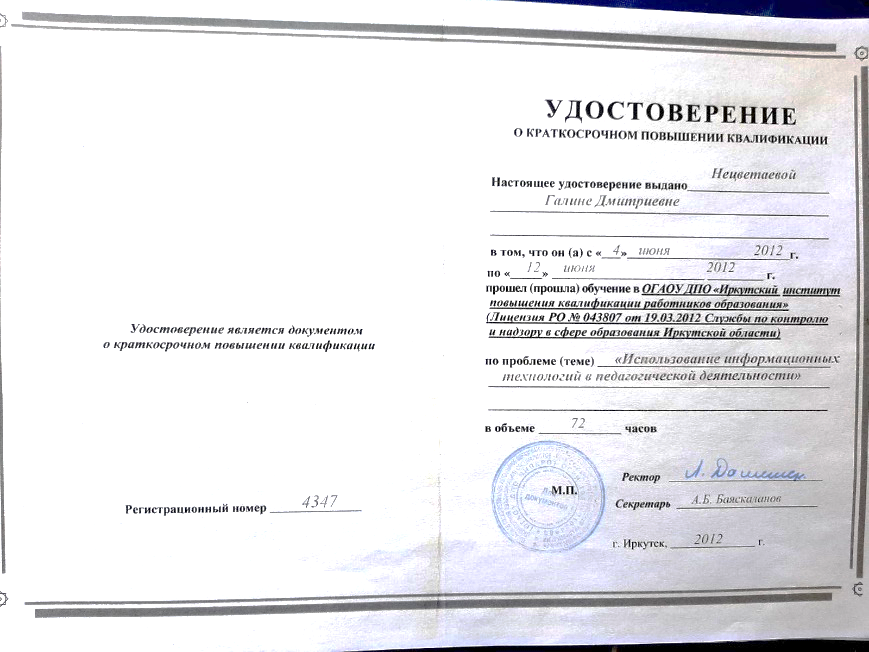 Удостоверение является документом
о краткосрочном повышении квалификации
Регистрационный номер 4347
УДОСТОВЕРЕНИЕ
О КРАТКОСРОЧНОМ ПОВЫШЕНИИ КВАЛИФИКАЦИИ
Настоящее удостоверение выдано Нецветаевой
Галине Дмитриевне
в том, что он (а) с «4» июня 2012 г.
по «12» июня 2012 г.
прошел (прошла) обучение в ОГАОУ ДПО «Иркутский институт
повышения квалификации работников образования»
(Лицензия РО № 043807 от 19.03.2012 Службы по контролю
и надзору в сфере образования Иркутской области)
по проблеме (теме) «Использование информационных
технологий в педагогической деятельности»
в объеме 72 часов
Ректор
М.П.
Секретарь А.Б. Баяскаланов
г. Иркутск, 2012 г.